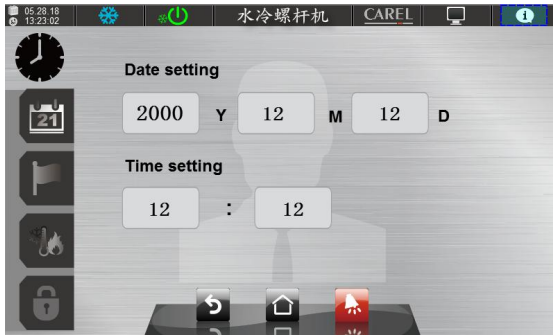 05.28.18
13:23:02
水冷螺杆机
CAREL
Date setting
2000 Y 12 M 12 D
21
Time setting
12 : 12